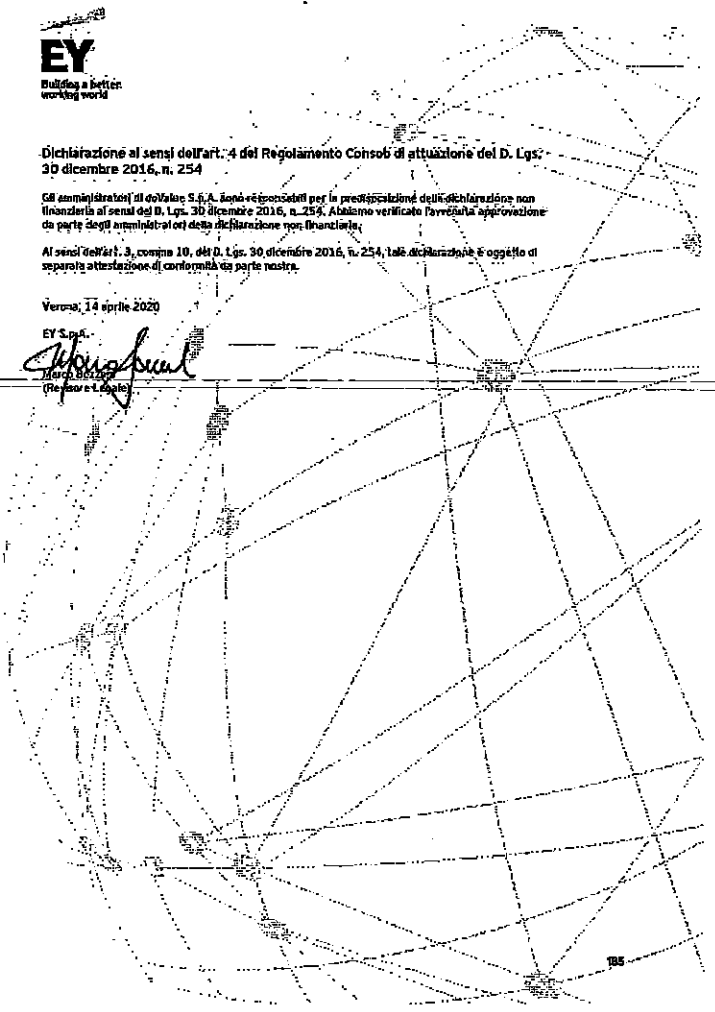 EY
Building a better
working world
Dichiarazione ai sensi dell'art. 4 del Regolamento Consob di attuazione del D. Lgs.
30 dicembre 2016, n. 254
Gli amministratori di doValue S.p.A. sono responsabili per la predisposizione della dichiarazione non
finanziaria ai sensi del D. Lgs. 30 dicembre 2016, n. 254. Abbiamo verificato l'avvenuta approvazione
da parte degli amministratori della dichiarazione non finanziaria.
Ai sensi dell'art. 3, comma 10, del D. Lgs. 30 dicembre 2016, n. 254, tale dichiarazione è oggetto di
separata attestazione di conformità da parte nostra.
Verona, 14 aprile 2020
EY S.p.A.
Marco
(Revisore Legale)
185